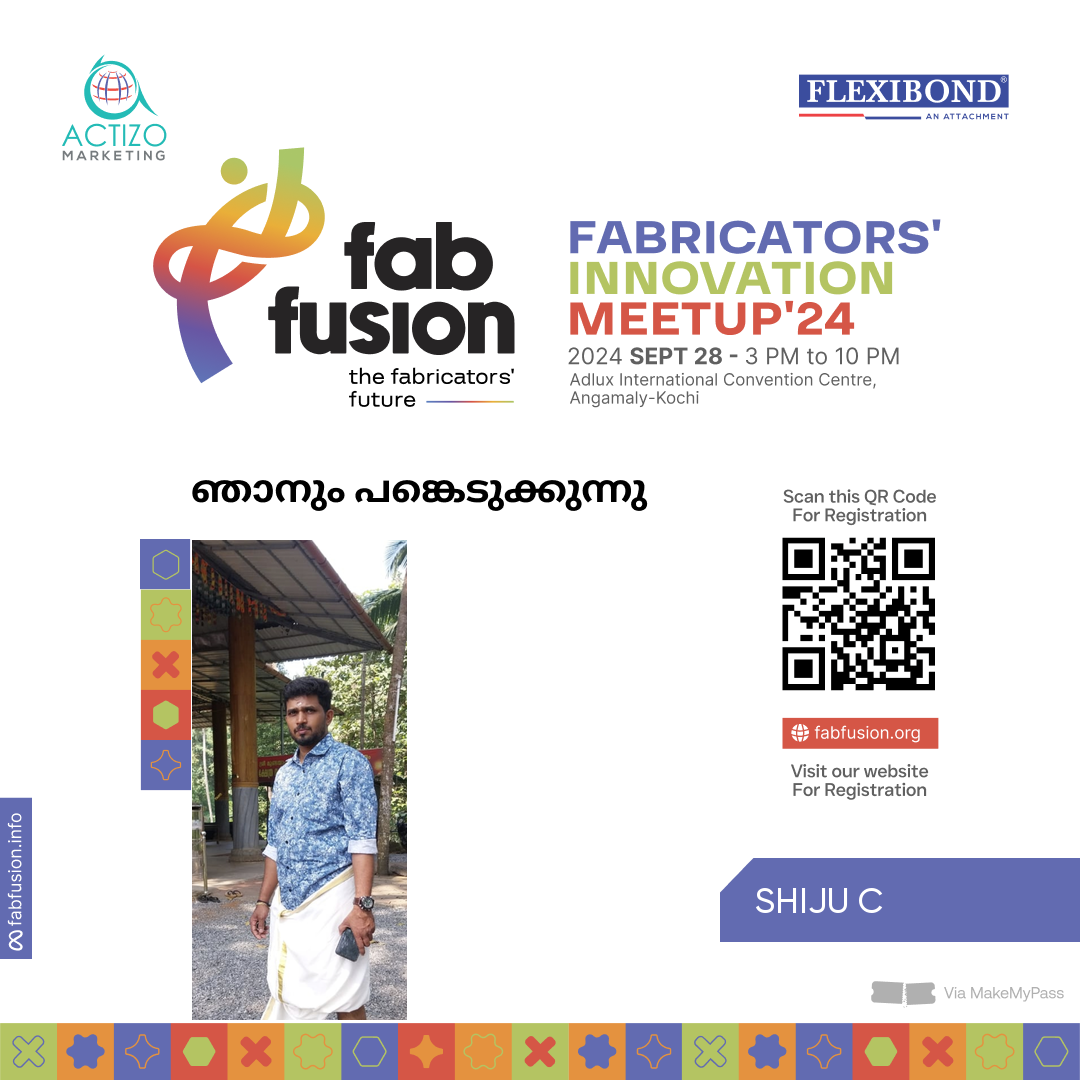 ACTIZO
MARKETING
FLEXIBOND®
AN ATTACHMENT
fab
fusion
the fabricators'
future
FABRICATORS'
INNOVATION
MEETUP'24
2024 SEPT 28 - 3 PM to 10 PM
Adlux International Convention Centre,
Angamaly-Kochi
ഞാനും പങ്കെടുക്കുന്നു
Scan this QR Code
For Registration
fabfusion.org
Visit our website
For Registration
fabfusion.info
SHIJU C
Via MakeMyPass